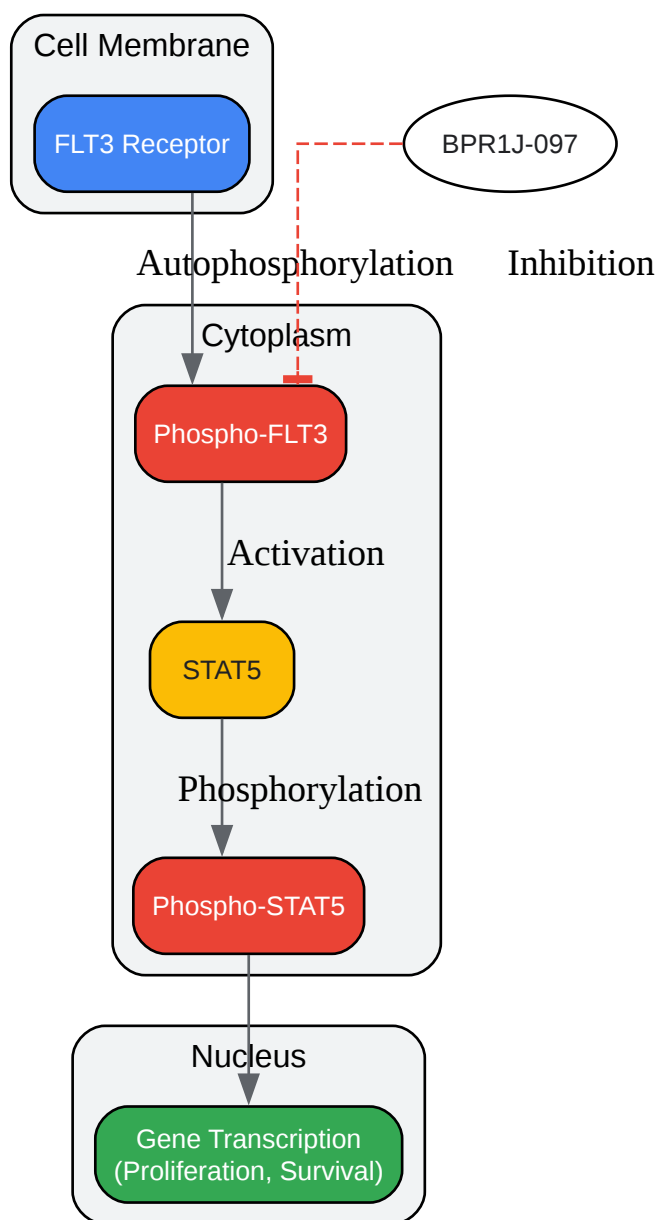 Cell Membrane
FLT3 Receptor
BPR1J-097
Autophosphorylation
Inhibition
Cytoplasm
Phospho-FLT3
Activation
STAT5
Phosphorylation
Phospho-STAT5
Nucleus
Gene Transcription
(Proliferation, Survival)